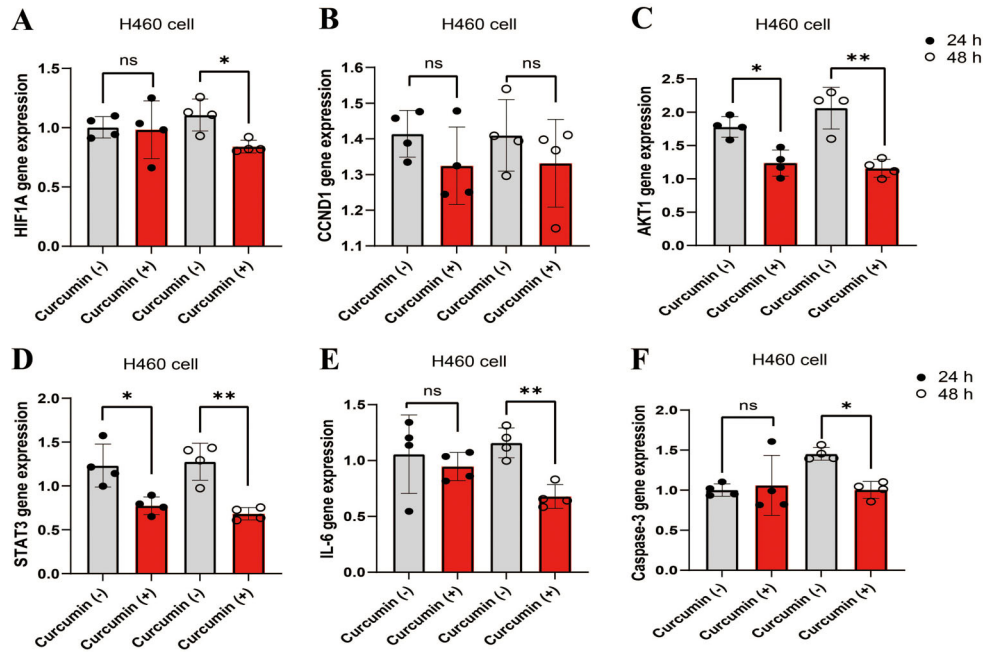 A
H460 cell
HIF1A gene expression
1.5
1.0
0.5
0.0
ns
*
Curcumin (-)
Curcumin (+)
Curcumin (-)
Curcumin (+)
B
H460 cell
CCND1 gene expression
1.6
1.5
1.4
1.3
1.2
1.1
ns
ns
Curcumin (-)
Curcumin (+)
Curcumin (-)
Curcumin (+)
C
H460 cell
AKT1 gene expression
2.5
2.0
1.5
1.0
0.5
0.0
*
**
Curcumin (-)
Curcumin (+)
Curcumin (-)
Curcumin (+)
24 h
48 h
D
H460 cell
STAT3 gene expression
2.0
1.5
1.0
0.5
0.0
*
**
Curcumin (-)
Curcumin (+)
Curcumin (-)
Curcumin (+)
E
H460 cell
IL-6 gene expression
1.5
1.0
0.5
0.0
ns
**
Curcumin (-)
Curcumin (+)
Curcumin (-)
Curcumin (+)
F
H460 cell
Caspase-3 gene expression
2.0
1.5
1.0
0.5
0.0
ns
*
Curcumin (-)
Curcumin (+)
Curcumin (-)
Curcumin (+)
24 h
48 h